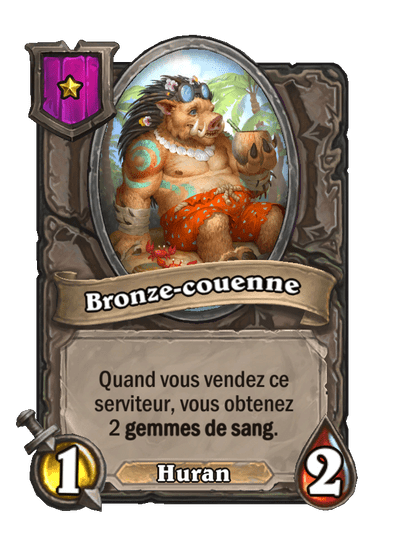 Bronze-couenne
Quand vous vendez ce
serviteur, vous obtenez
2 gemmes de sang.
1
Huran
2